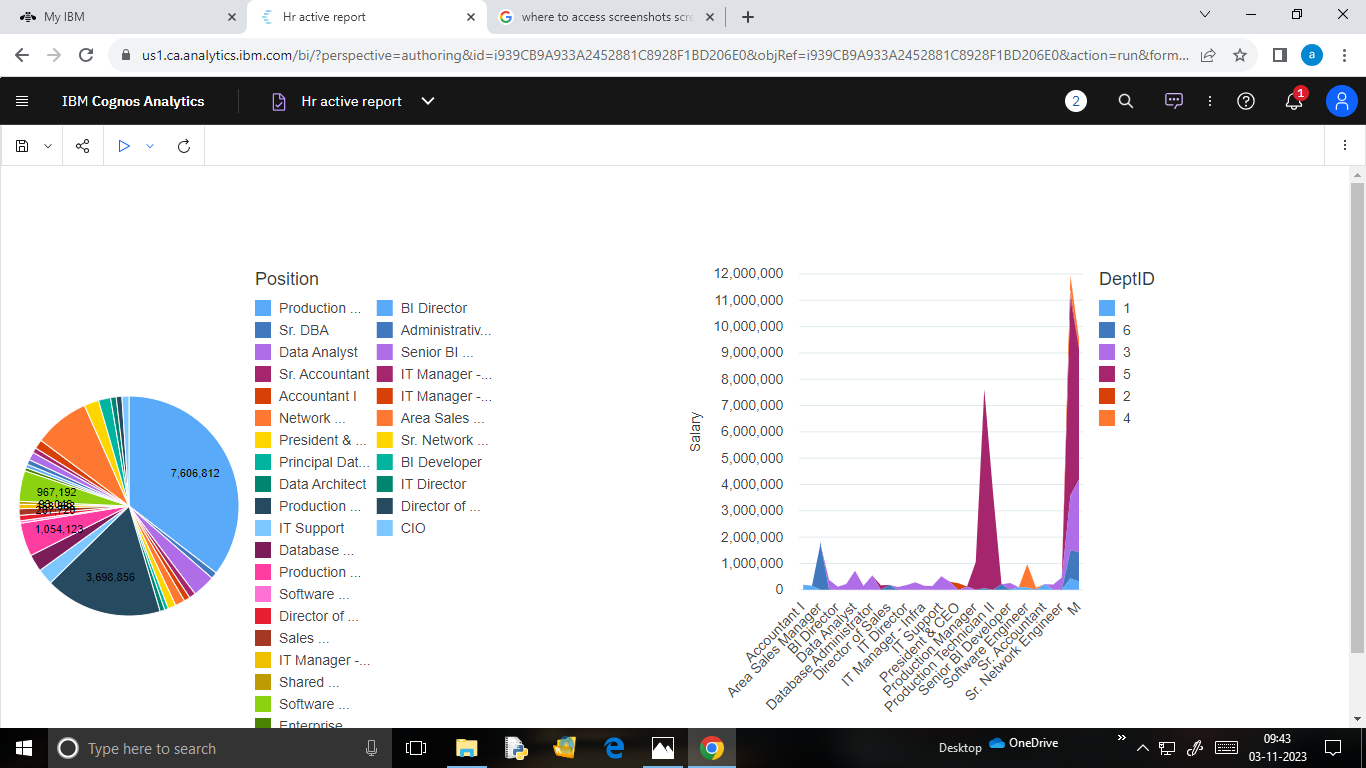 My IBM
Hr active report
where to access screenshots scre
us1.ca.analytics.ibm.com/bi/?perspective=authoring&id=i939CB9A933A2452881C8928F1BD206E0&objRef=i939CB9A933A2452881C8928F1BD206E0&action=run&form...
a
IBM Cognos Analytics
Hr active report
2
1
Position
Production ...
Sr. DBA
Data Analyst
Sr. Accountant
Accountant I
Network ...
President & ...
Principal Dat...
Data Architect
Production ...
IT Support
Database ...
Production ...
Software ...
Director of ...
Sales ...
IT Manager -...
Shared ...
Software ...
Enterprise
BI Director
Administrativ...
Senior BI ...
IT Manager -...
IT Manager -...
Area Sales ...
Sr. Network ...
BI Developer
IT Director
Director of ...
CIO
7,606,812
967,192
1,054,123
3,698,856
Salary
12,000,000
11,000,000
10,000,000
9,000,000
8,000,000
7,000,000
6,000,000
5,000,000
4,000,000
3,000,000
2,000,000
1,000,000
0
Accountant I
Area Sales Manager
BI Director
Data Analyst
Database Administrator
Director of Sales
IT Director
IT Manager - Infra
IT Support
President & CEO
Production Manager
Production Technician II
Senior BI Developer
Software Engineer
Sr. Accountant
Sr. Network Engineer
M
DeptID
1
6
3
5
2
4
Type here to search
Desktop
OneDrive
09:43
03-11-2023